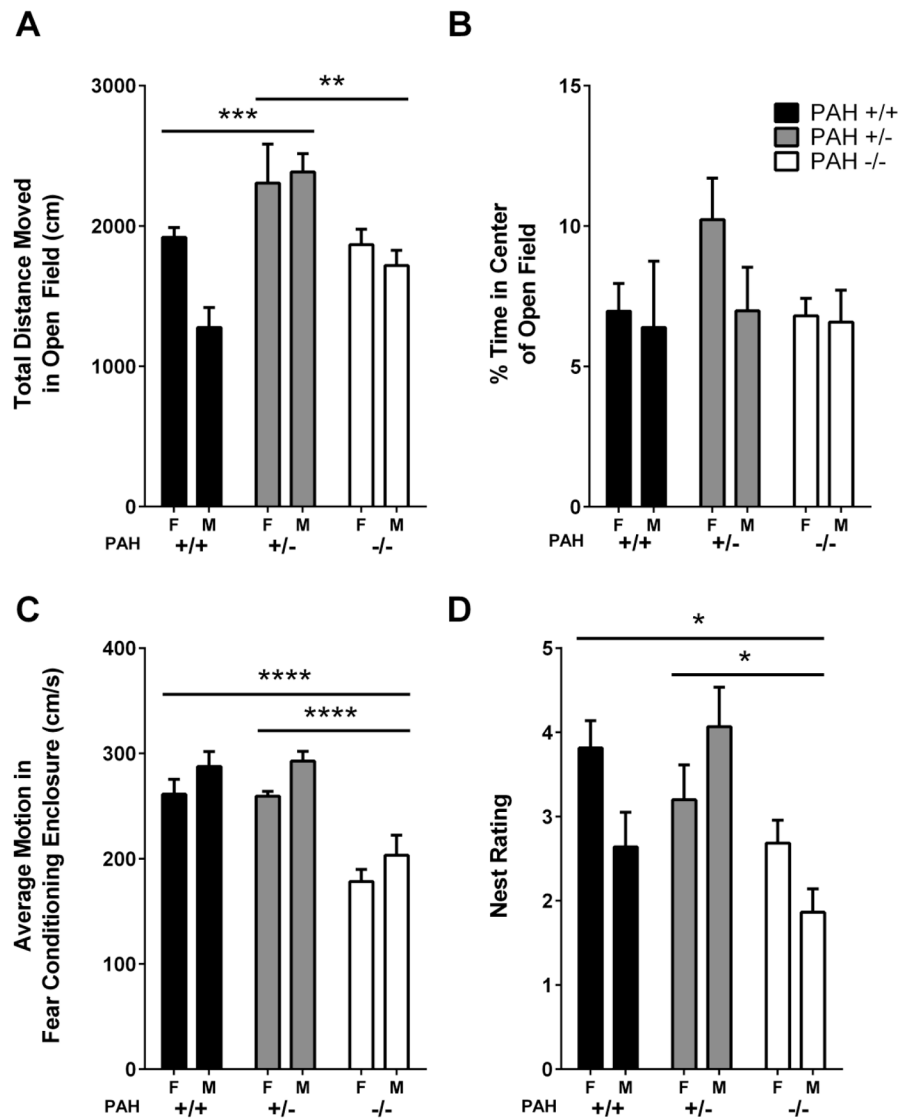 A
Total Distance Moved
in Open Field (cm)
3000
2000
1000
0
***
**
F M F M F M
PAH +/+ +/- -/-
B
% Time in Center
of Open Field
15
10
5
0
PAH +/+
PAH +/-
PAH -/-
F M F M F M
PAH +/+ +/- -/-
C
Average Motion in
Fear Conditioning Enclosure (cm/s)
400
300
200
100
0
****
****
F M F M F M
PAH +/+ +/- -/-
D
Nest Rating
5
4
3
2
1
0
*
*
F M F M F M
PAH +/+ +/- -/-